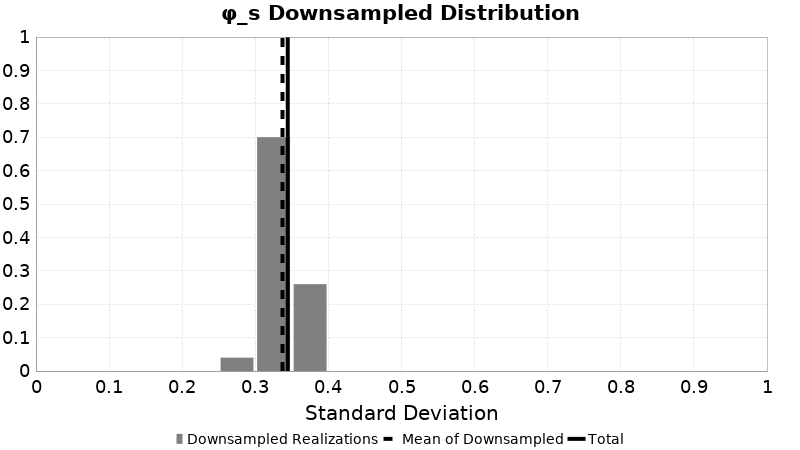 φ_s Downsampled Distribution
1
0.9
0.8
0.7
0.6
0.5
0.4
0.3
0.2
0.1
0
0 0.1 0.2 0.3 0.4 0.5 0.6 0.7 0.8 0.9 1
Standard Deviation
Downsampled Realizations Mean of Downsampled Total